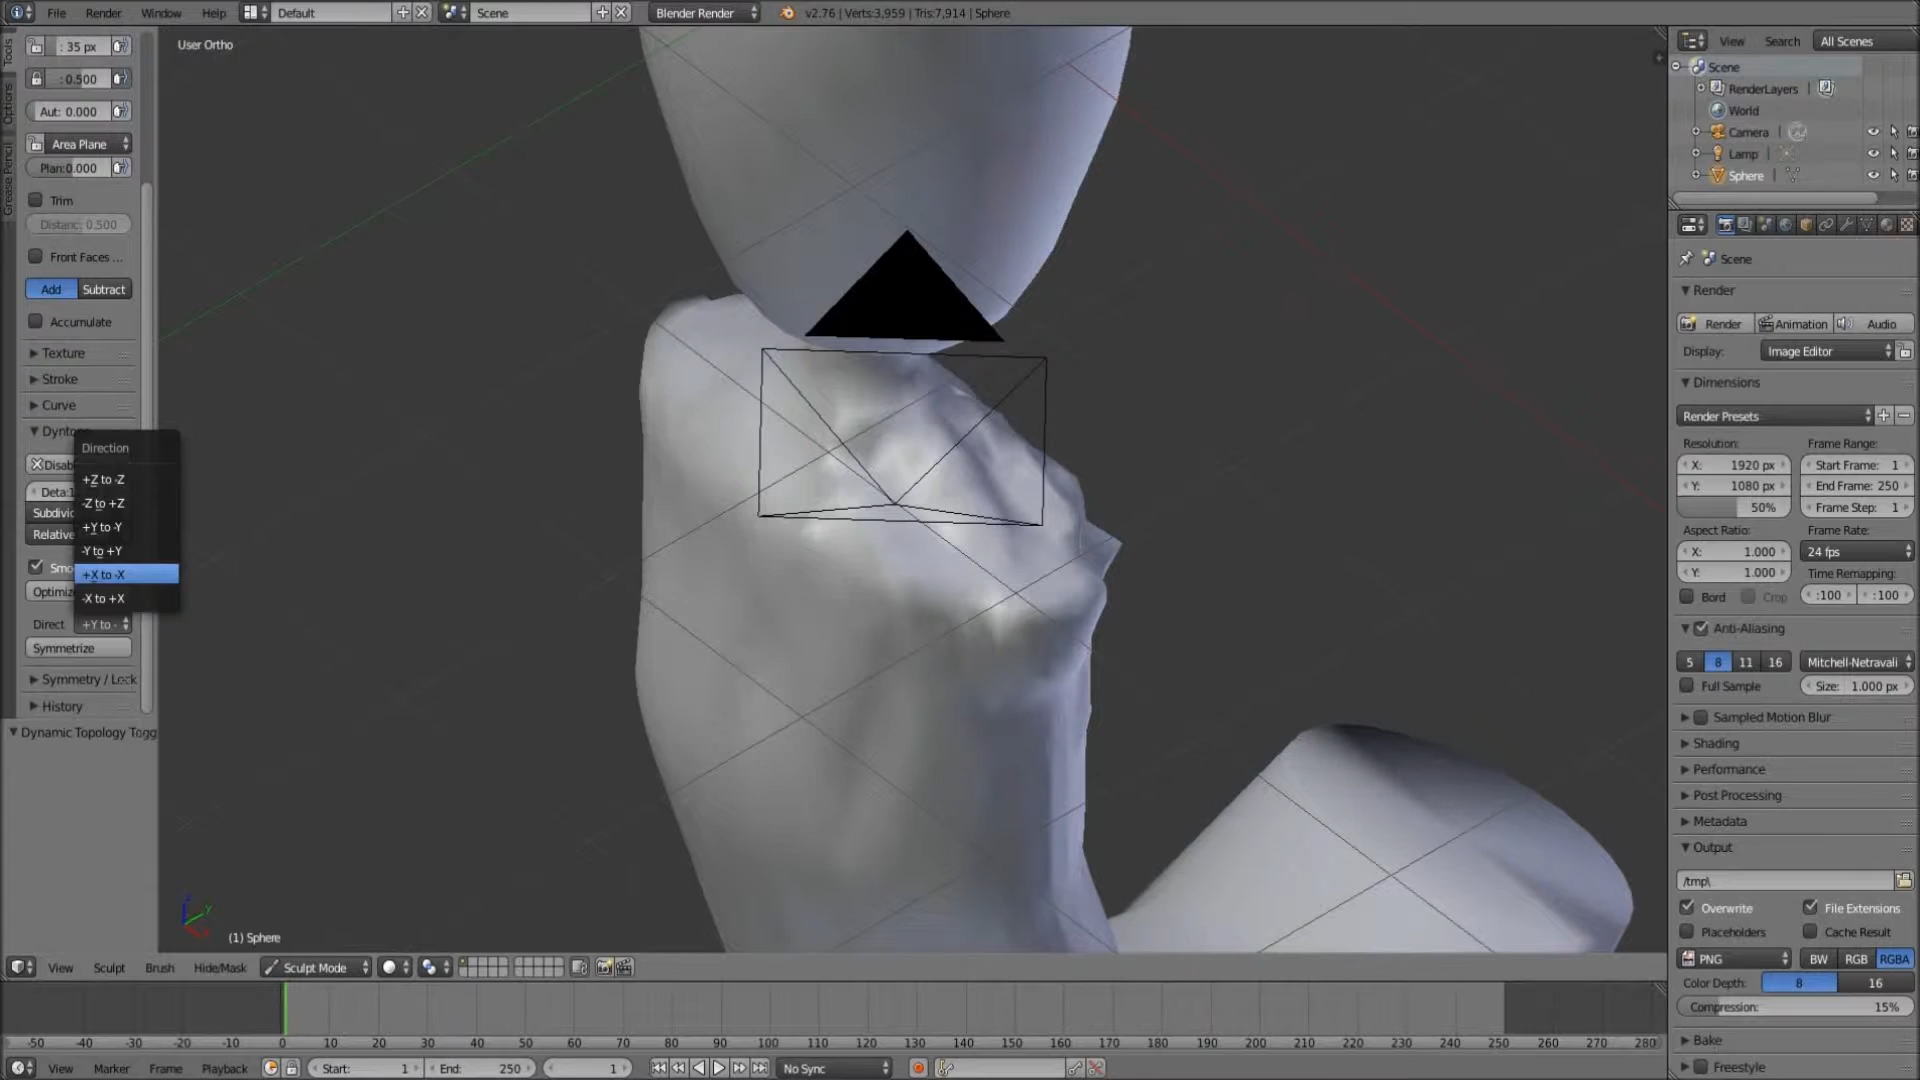 File Render Window Help Default Scene Blender Render v2.76 | Verts:3,959 | Tris:7,914 | Sphere
User Ortho
Tools
Options
Grease Pencil
: 35 px
: 0.500
Aut: 0.000
Area Plane
Plan:0.000
Trim
Distanc: 0.500
Front Faces ...
Add Subtract
Accumulate
Texture
Stroke
Curve
Direction
+Z to -Z
-Z to +Z
+Y to -Y
-Y to +Y
+X to -X
-X to +X
Relative
Direct +Y to -
Symmetrize
Symmetry / Lock
History
Dynamic Topology Togg
(1) Sphere
View Sculpt Brush Hide/Mask Sculpt Mode
-50 -40 -30 -20 -10 0 10 20 30 40 50 60 70 80 90 100 110 120 130 140 150 160 170 180 190 200 210 220 230 240 250 260 270 280
View Marker Frame Playback Start: 1 End: 250 1 No Sync
View Search All Scenes
Scene
RenderLayers
World
Camera
Lamp
Sphere
Scene
Render
Render Animation Audio
Display: Image Editor
Dimensions
Render Presets
Resolution: Frame Range:
X: 1920 px Start Frame: 1
Y: 1080 px End Frame: 250
50% Frame Step: 1
Aspect Ratio: Frame Rate:
X: 1.000 24 fps
Y: 1.000 Time Remapping:
Bord Crop :100 :100
Anti-Aliasing
5 8 11 16 Mitchell-Netravali
Full Sample Size: 1.000 px
Sampled Motion Blur
Shading
Performance
Post Processing
Metadata
Output
/tmp\
Overwrite File Extensions
Placeholders Cache Result
PNG BW RGB RGBA
Color Depth: 8 16
Compression: 15%
Bake
Freestyle